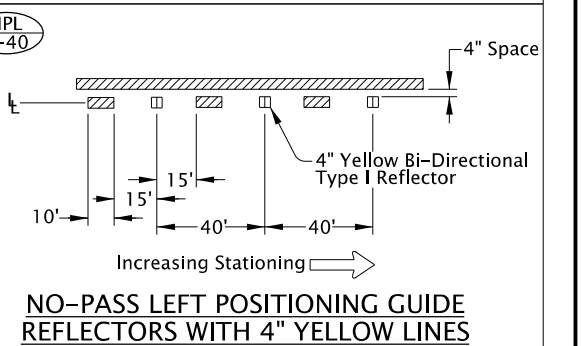 IPL
-40
4" Space
LL
4" Yellow Bi-Directional
Type I Reflector
15'
15'
10'
40'
40'
Increasing Stationing
NO-PASS LEFT POSITIONING GUIDE
REFLECTORS WITH 4" YELLOW LINES